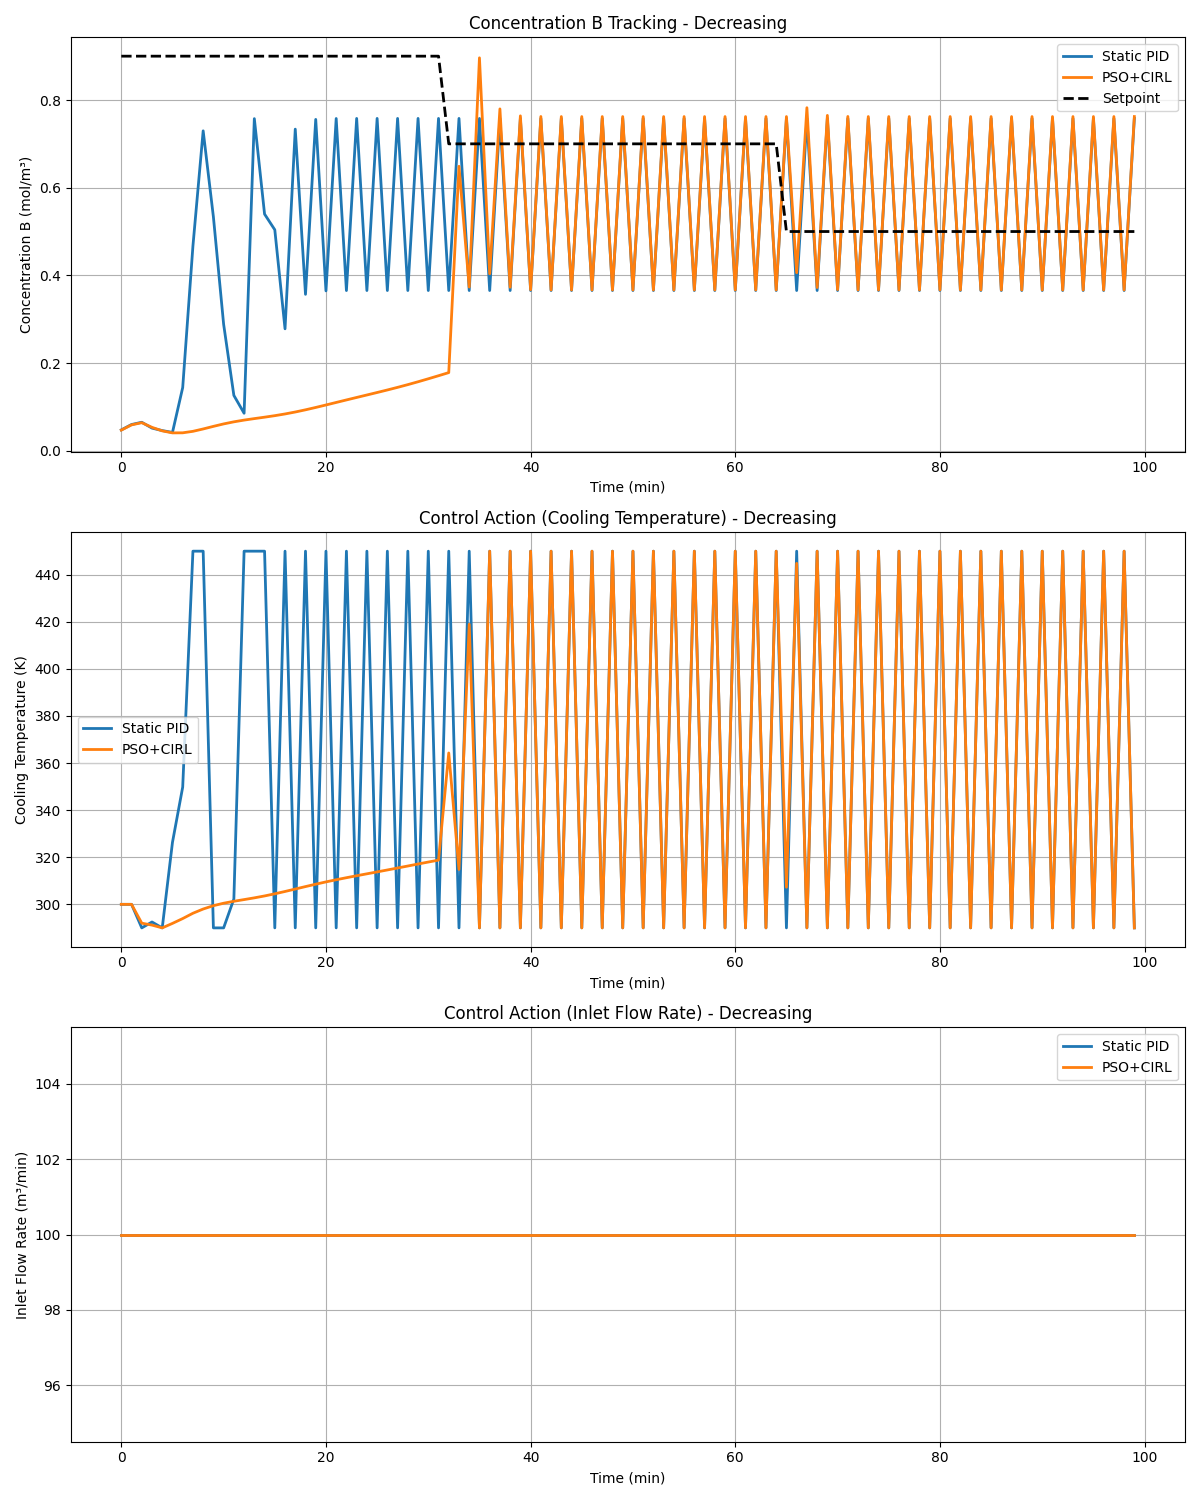 Concentration B Tracking - Decreasing
Concentration B (mol/m³)
0.8
0.6
0.4
0.2
0.0
Static PID
PSO+CIRL
Setpoint
0 20 40 60 80 100
Time (min)
Control Action (Cooling Temperature) - Decreasing
Cooling Temperature (K)
440
420
400
380
360
340
320
300
Static PID
PSO+CIRL
0 20 40 60 80 100
Time (min)
Control Action (Inlet Flow Rate) - Decreasing
Inlet Flow Rate (m³/min)
104
102
100
98
96
Static PID
PSO+CIRL
0 20 40 60 80 100
Time (min)